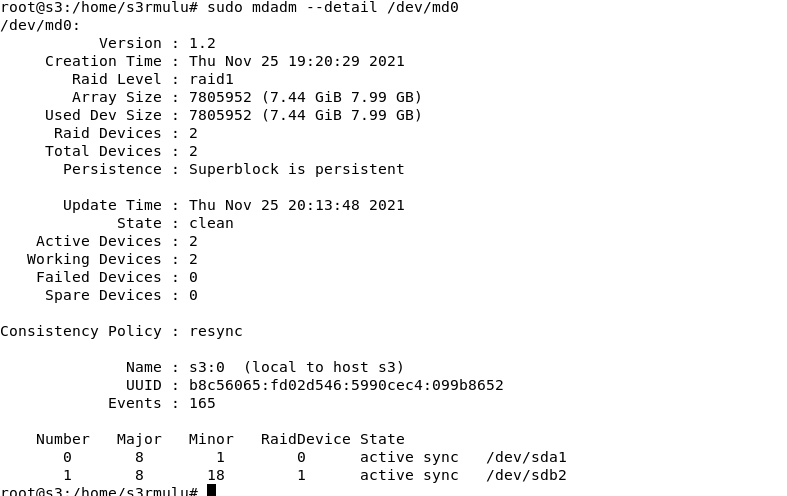 root@s3:/home/s3rmulu# sudo mdadm --detail /dev/md0
/dev/md0:
Version : 1.2
Creation Time : Thu Nov 25 19:20:29 2021
Raid Level : raid1
Array Size : 7805952 (7.44 GiB 7.99 GB)
Used Dev Size : 7805952 (7.44 GiB 7.99 GB)
Raid Devices : 2
Total Devices : 2
Persistence : Superblock is persistent
Update Time : Thu Nov 25 20:13:48 2021
State : clean
Active Devices : 2
Working Devices : 2
Failed Devices : 0
Spare Devices : 0
Consistency Policy : resync
Name : s3:0  (local to host s3)
UUID : b8c56065:fd02d546:5990cec4:099b8652
Events : 165
Number   Major   Minor   RaidDevice State
0       8        1        0      active sync   /dev/sda1
1       8       18        1      active sync   /dev/sdb2
root@s3:/home/s3rmulu#